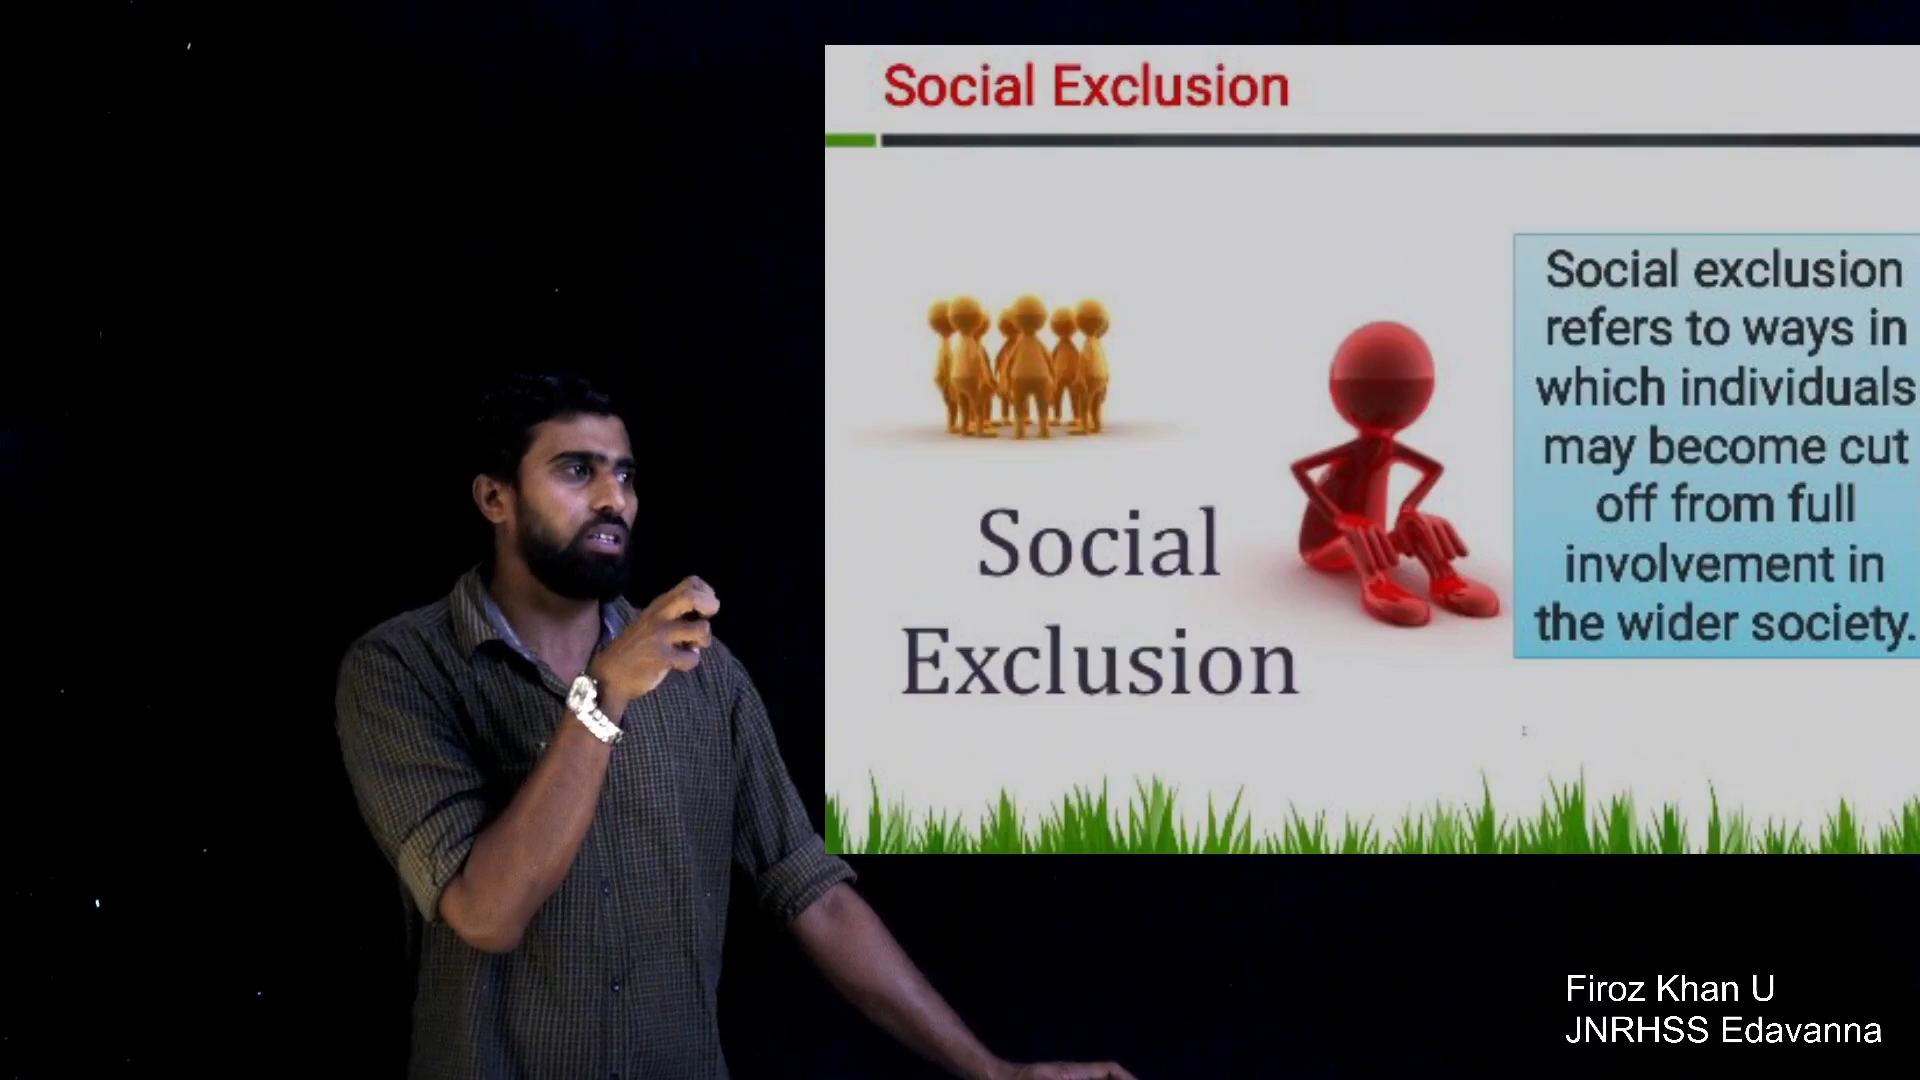 Social Exclusion
Social exclusion
refers to ways in
which individuals
may become cut
off from full
involvement in
the wider society.
Social
Exclusion
Firoz Khan U
JNRHSS Edavanna